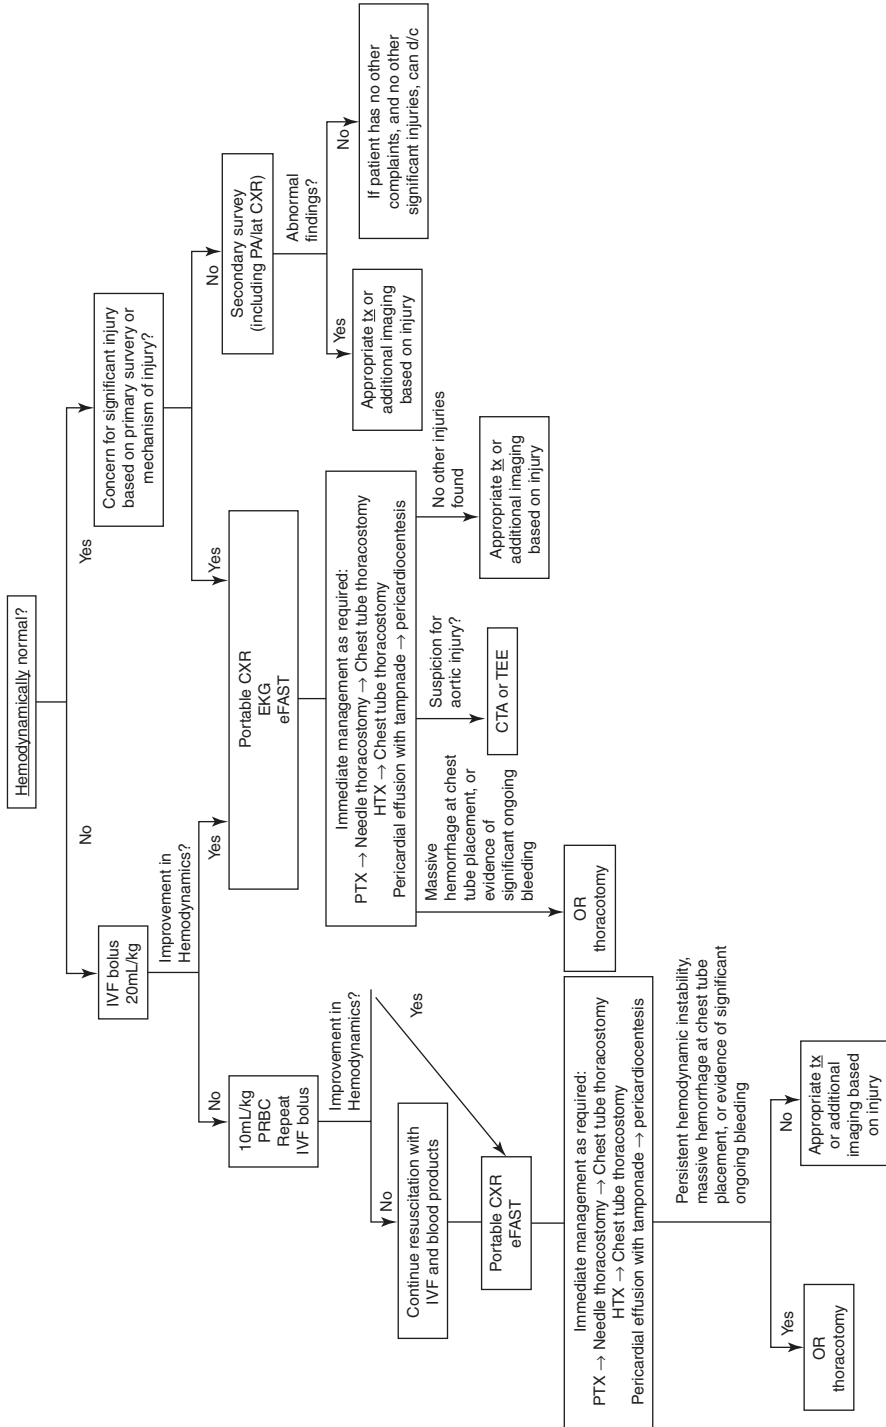 Hemodynamically normal?
No
Yes
IVF bolus
20mL/kg
Improvement in
Hemodynamics?
No
Yes
10mL/kg
PRBC
Repeat
IVF bolus
Improvement in
Hemodynamics?
No
Yes
Continue resuscitation with
IVF and blood products
Portable CXR
eFAST
Immediate management as required:
PTX → Needle thoracostomy → Chest tube thoracostomy
HTX → Chest tube thoracostomy
Pericardial effusion with tamponade → pericardiocentesis
Persistent hemodynamic instability,
massive hemorrhage at chest tube
placement, or evidence of significant
ongoing bleeding
Yes
No
OR
thoracotomy
Appropriate tx
or additional
imaging based
on injury
Concern for significant injury
based on primary survery or
mechanism of injury?
Yes
No
Portable CXR
EKG
eFAST
Immediate management as required:
PTX → Needle thoracostomy → Chest tube thoracostomy
HTX → Chest tube thoracostomy
Pericardial effusion with tampnade → pericardiocentesis
Massive
hemorrhage at chest
tube placement, or
evidence of
significant ongoing
bleeding
OR
thoracotomy
Suspicion for
aortic injury?
CTA or TEE
No other injuries
found
Appropriate tx or
additional imaging
based on injury
Secondary survey
(including PA/lat CXR)
Abnormal
findings?
Yes
No
Appropriate tx or
additional imaging
based on injury
If patient has no other
complaints, and no other
significant injuries, can d/c